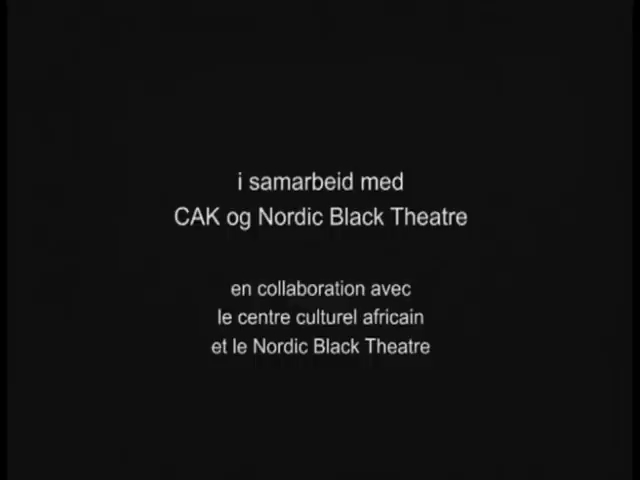 i samarbeid med
CAK og Nordic Black Theatre
en collaboration avec
le centre culturel africain
et le Nordic Black Theatre